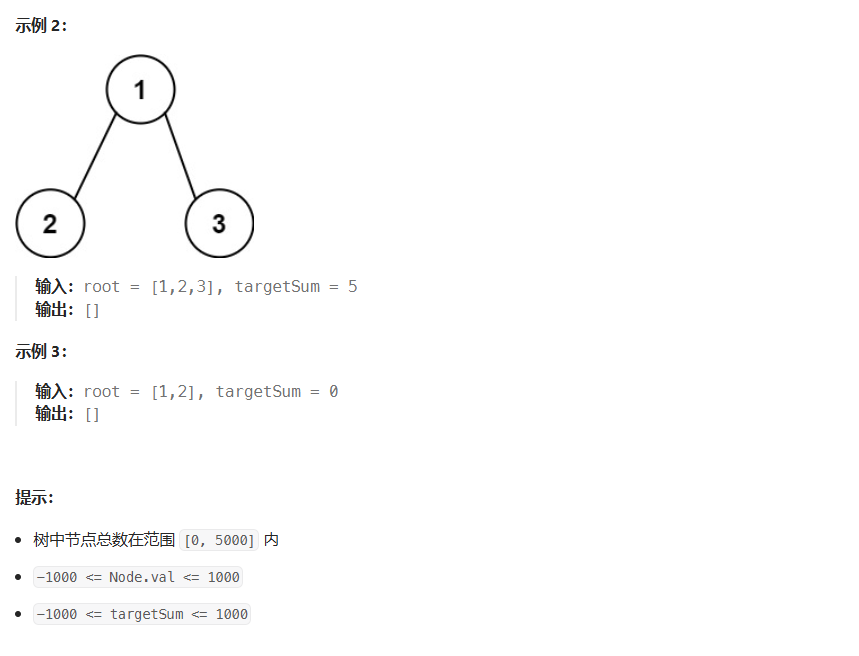 示例 2：
1
2
3
输入：root = [1,2,3], targetSum = 5
输出：[]
示例 3：
输入：root = [1,2], targetSum = 0
输出：[]
提示：
• 树中节点总数在范围 [0, 5000] 内
• -1000 <= Node.val <= 1000
• -1000 <= targetSum <= 1000